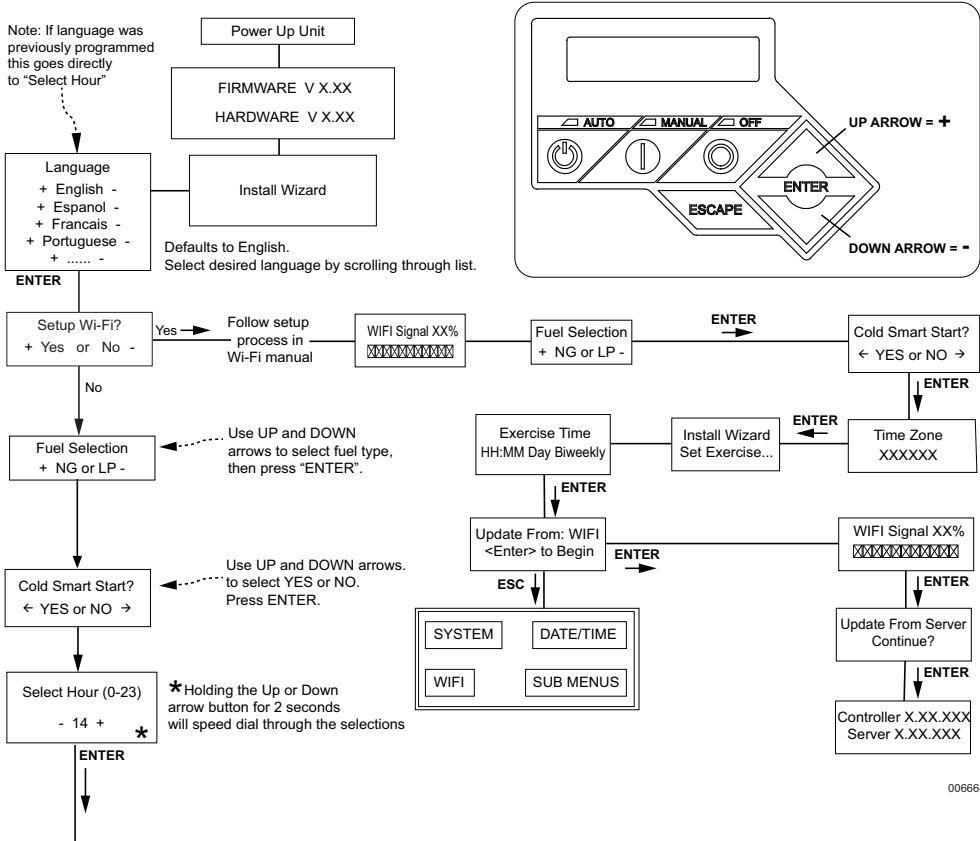 Note: If language was
previously programmed
this goes directly
to “Select Hour”
Power Up Unit
FIRMWARE V X.XX
HARDWARE V X.XX
Install Wizard
Language
+ English -
+ Espanol -
+ Francais -
+ Portuguese -
+ ...... -
ENTER
Defaults to English.
Select desired language by scrolling through list.
AUTO
MANUAL
OFF
ESCAPE
ENTER
UP ARROW = +
DOWN ARROW = -
Setup Wi-Fi?
+ Yes or No -
Yes
Follow setup
process in
Wi-Fi manual
WIFI Signal XX%
Fuel Selection
+ NG or LP -
ENTER
Cold Smart Start?
← YES or NO →
ENTER
Time Zone
XXXXXX
ENTER
Install Wizard
Set Exercise...
Exercise Time
HH:MM Day Biweekly
ENTER
Update From: WIFI
<Enter> to Begin
ENTER
ESC
SYSTEM
DATE/TIME
WIFI
SUB MENUS
WIFI Signal XX%
ENTER
Update From Server
Continue?
ENTER
Controller X.XX.XXX
Server X.XX.XXX
No
Fuel Selection
+ NG or LP -
Use UP and DOWN
arrows to select fuel type,
then press “ENTER”.
Cold Smart Start?
← YES or NO →
Use UP and DOWN arrows.
to select YES or NO.
Press ENTER.
Select Hour (0-23)
- 14 +
*
*Holding the Up or Down
arrow button for 2 seconds
will speed dial through the selections
ENTER
00666